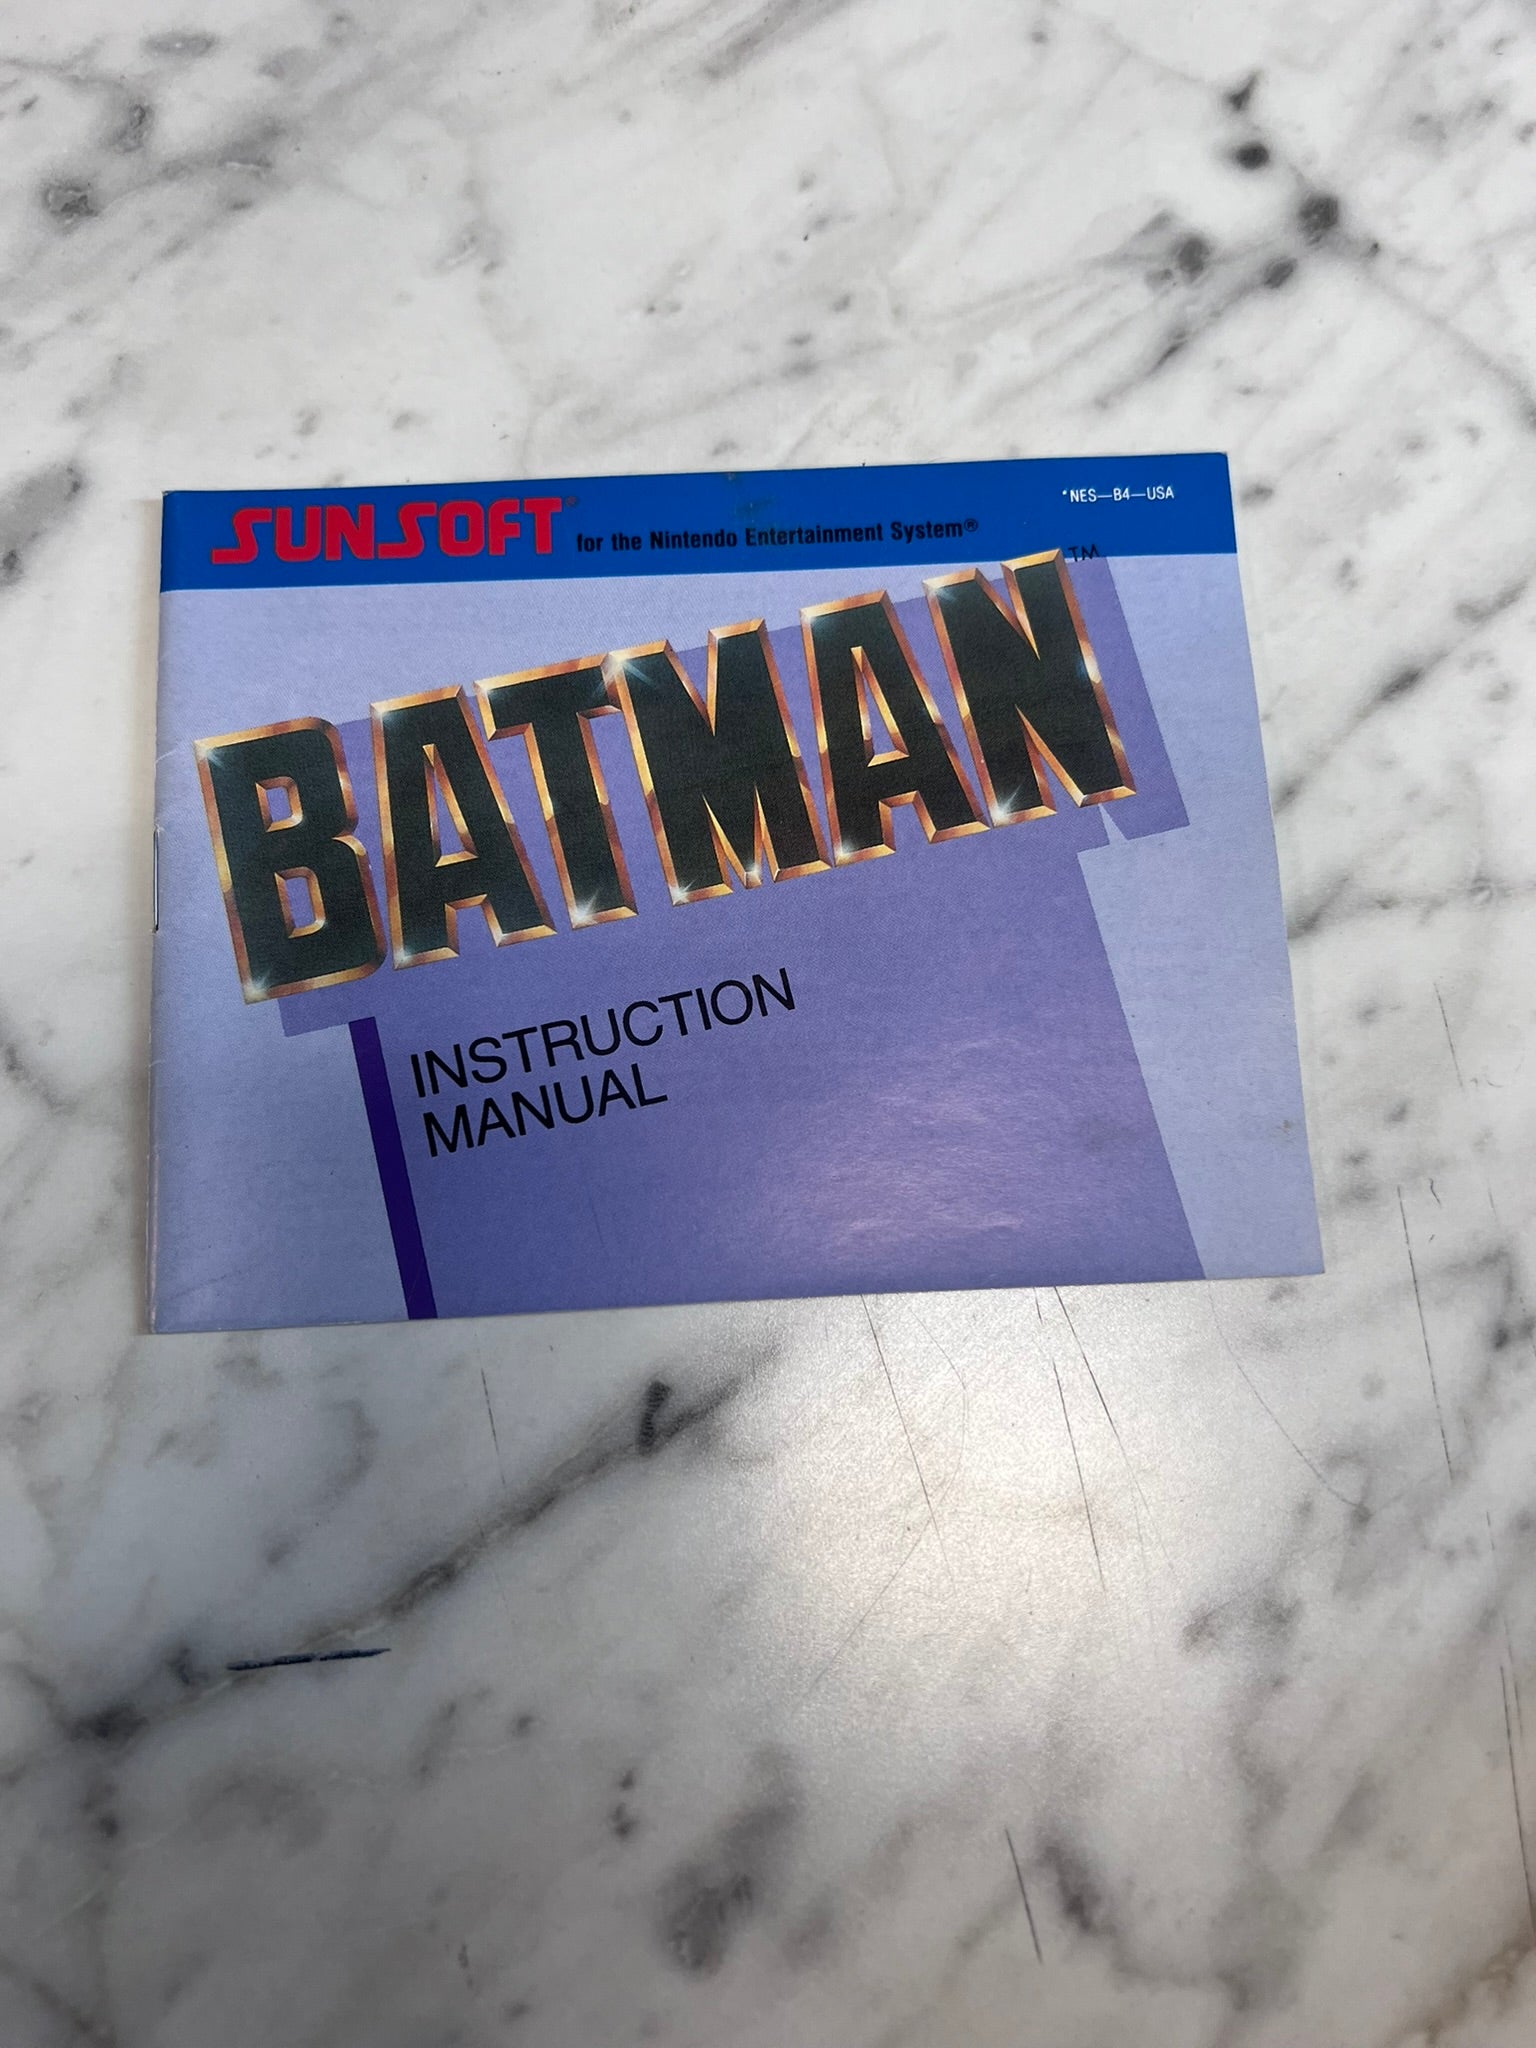 SUNSOFT® for the Nintendo Entertainment System®
*NES—B4—USA
BATMAN™
INSTRUCTION
MANUAL